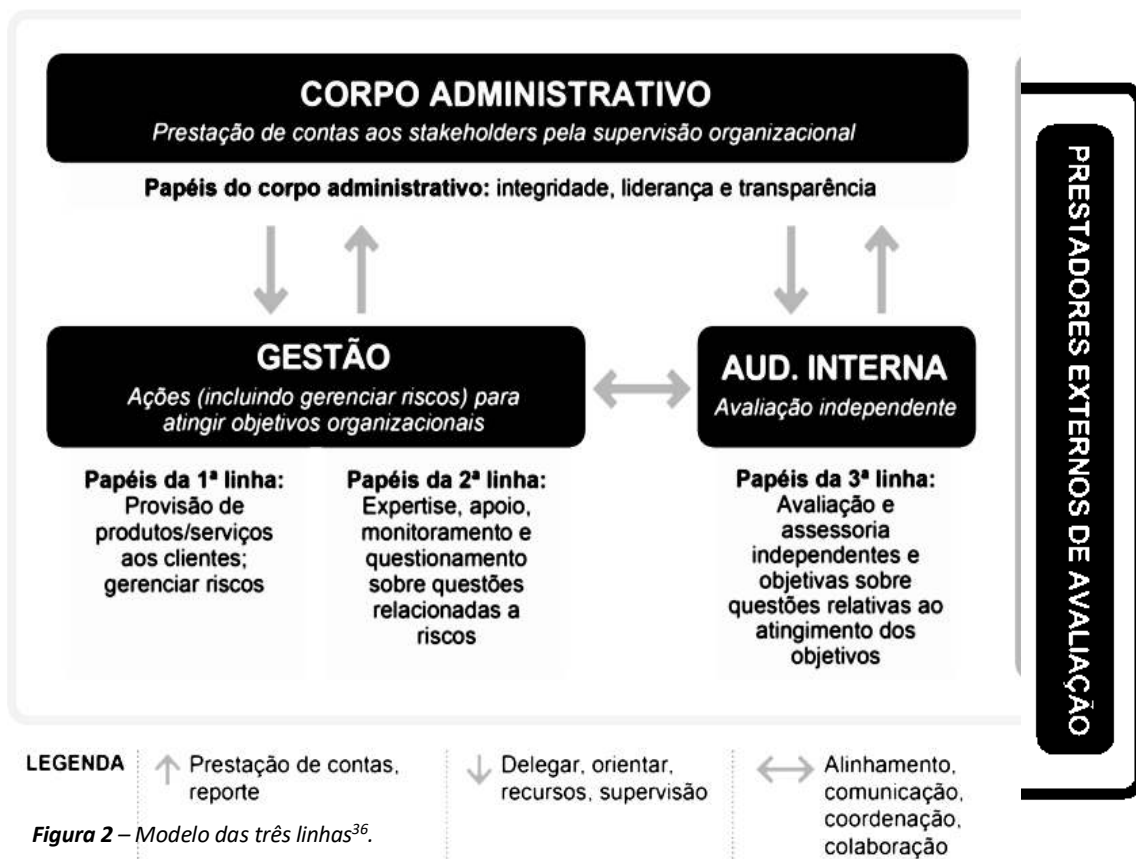 CORPO ADMINISTRATIVO
Prestação de contas aos stakeholders pela supervisão organizacional
Papéis do corpo administrativo: integridade, liderança e transparência
GESTÃO
Ações (incluindo gerenciar riscos) para
atingir objetivos organizacionais
AUD. INTERNA
Avaliação independente
Papéis da 1ª linha:
Provisão de
produtos/serviços
aos clientes;
gerenciar riscos
Papéis da 2ª linha:
Expertise, apoio,
monitoramento e
questionamento
sobre questões
relacionadas a
riscos
Papéis da 3ª linha:
Avaliação e
assessoria
independentes e
objetivas sobre
questões relativas ao
atingimento dos
objetivos
PRESTADORES EXTERNOS DE AVALIAÇÃO
LEGENDA
Prestação de contas,
reporte
Delegar, orientar,
recursos, supervisão
Alinhamento,
comunicação,
coordenação,
colaboração
Figura 2 – Modelo das três linhas³⁶.